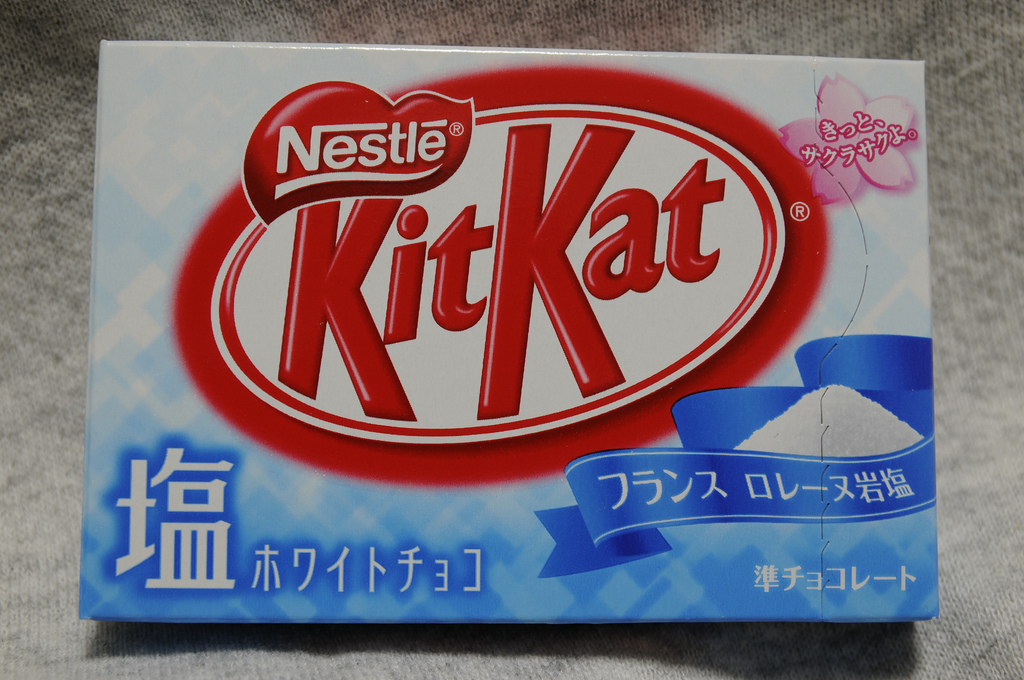 Nestlé®
KitKat®
きっと、
サクラサクよ。
フランス ロレーヌ岩塩
塩 ホワイトチョコ
準チョコレート